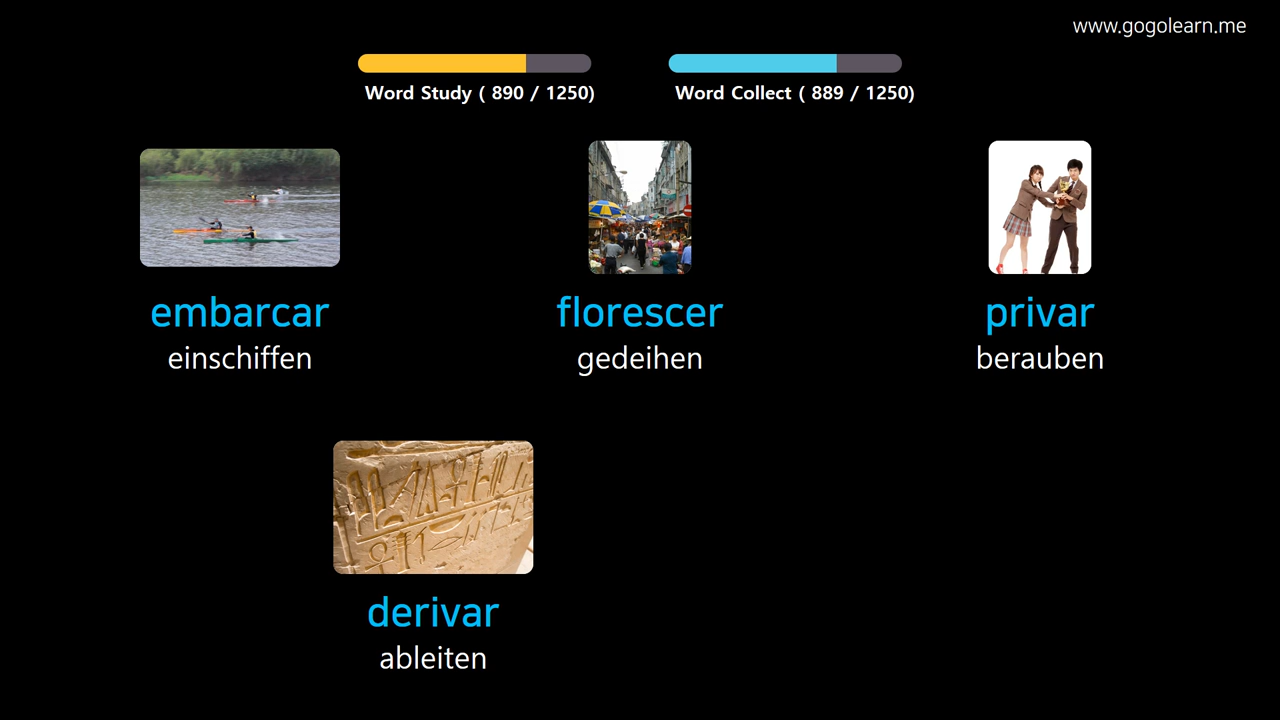 www.gogolearn.me
Word Study ( 890 / 1250)
Word Collect ( 889 / 1250)
embarcar
einschiffen
florescer
gedeihen
privar
berauben
derivar
ableiten